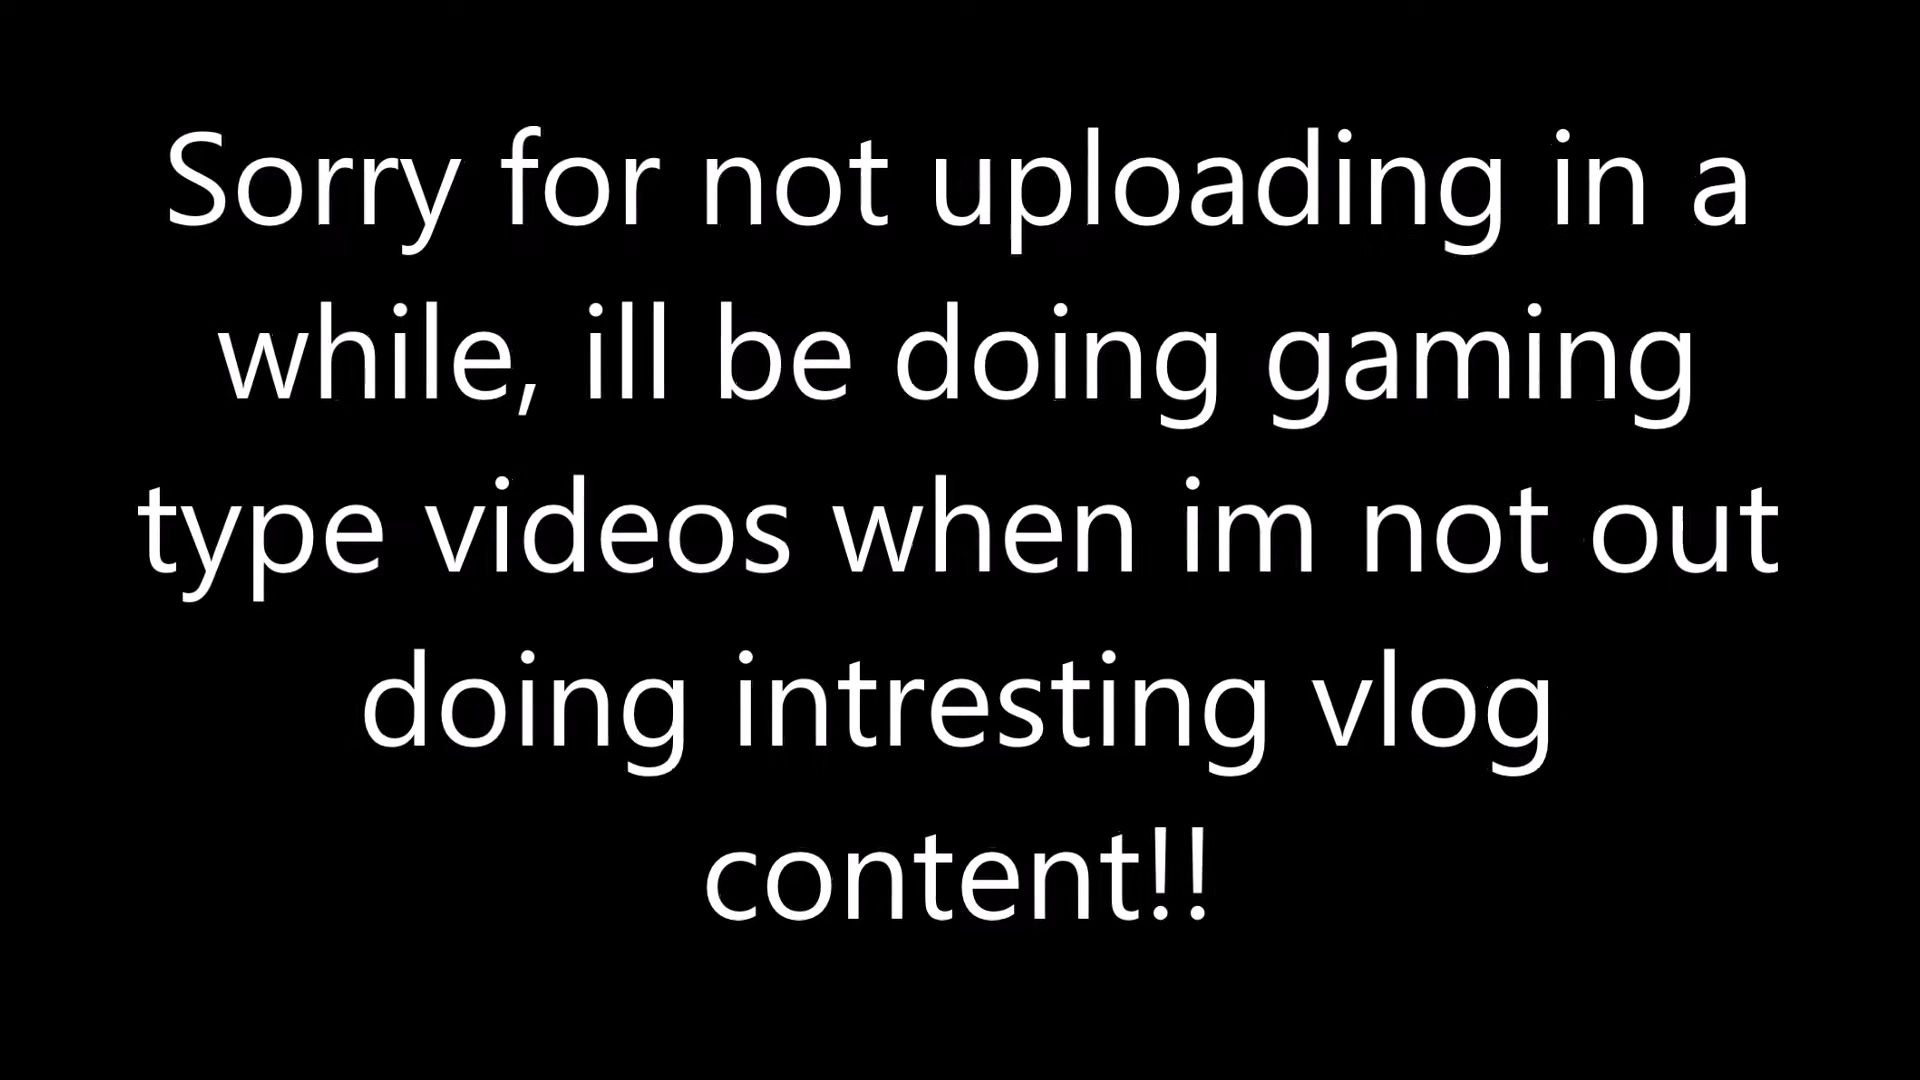 Sorry for not uploading in a
while, ill be doing gaming
type videos when im not out
doing intresting vlog
content!!